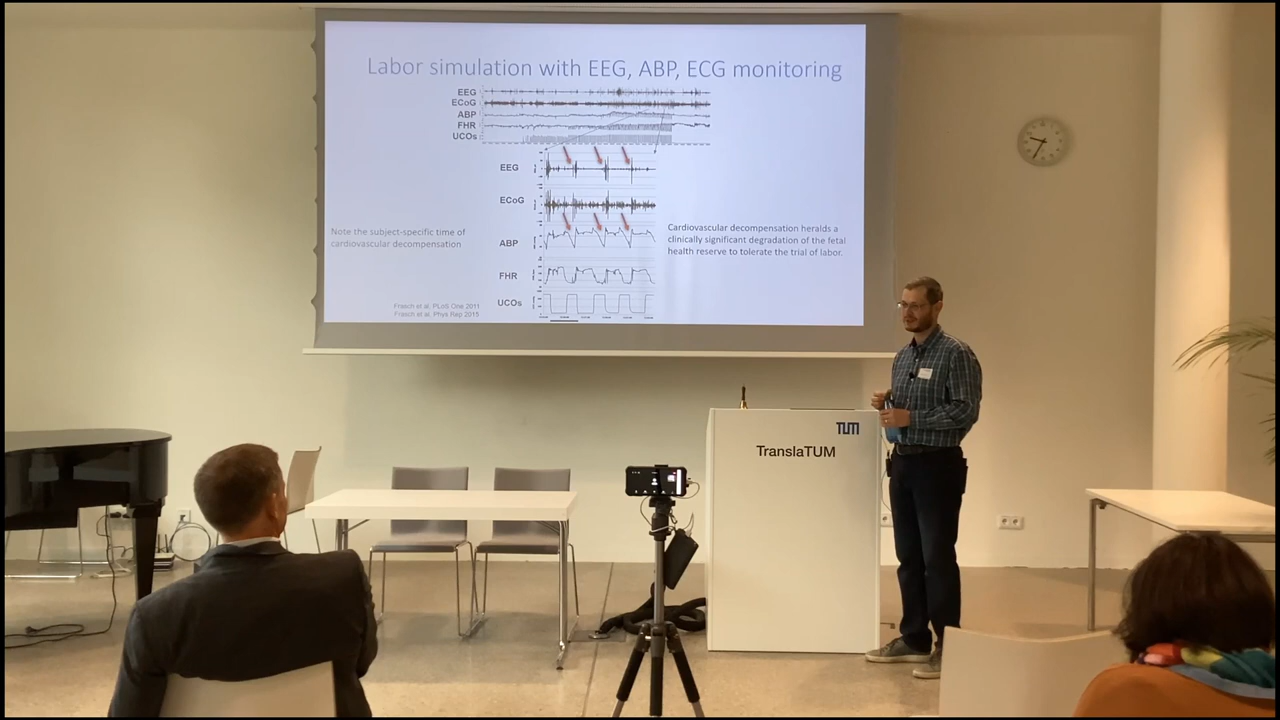 Labor simulation with EEG, ABP, ECG monitoring
EEG
ECoG
ABP
FHR
UCOs
EEG
ECoG
ABP
FHR
UCOs
Note the subject-specific time of
cardiovascular decompensation
Cardiovascular decompensation heralds a
clinically significant degradation of the fetal
health reserve to tolerate the trial of labor.
Frasch et al. PLoS One 2011
Frasch et al. Phys Rep 2015
TUM
TranslaTUM